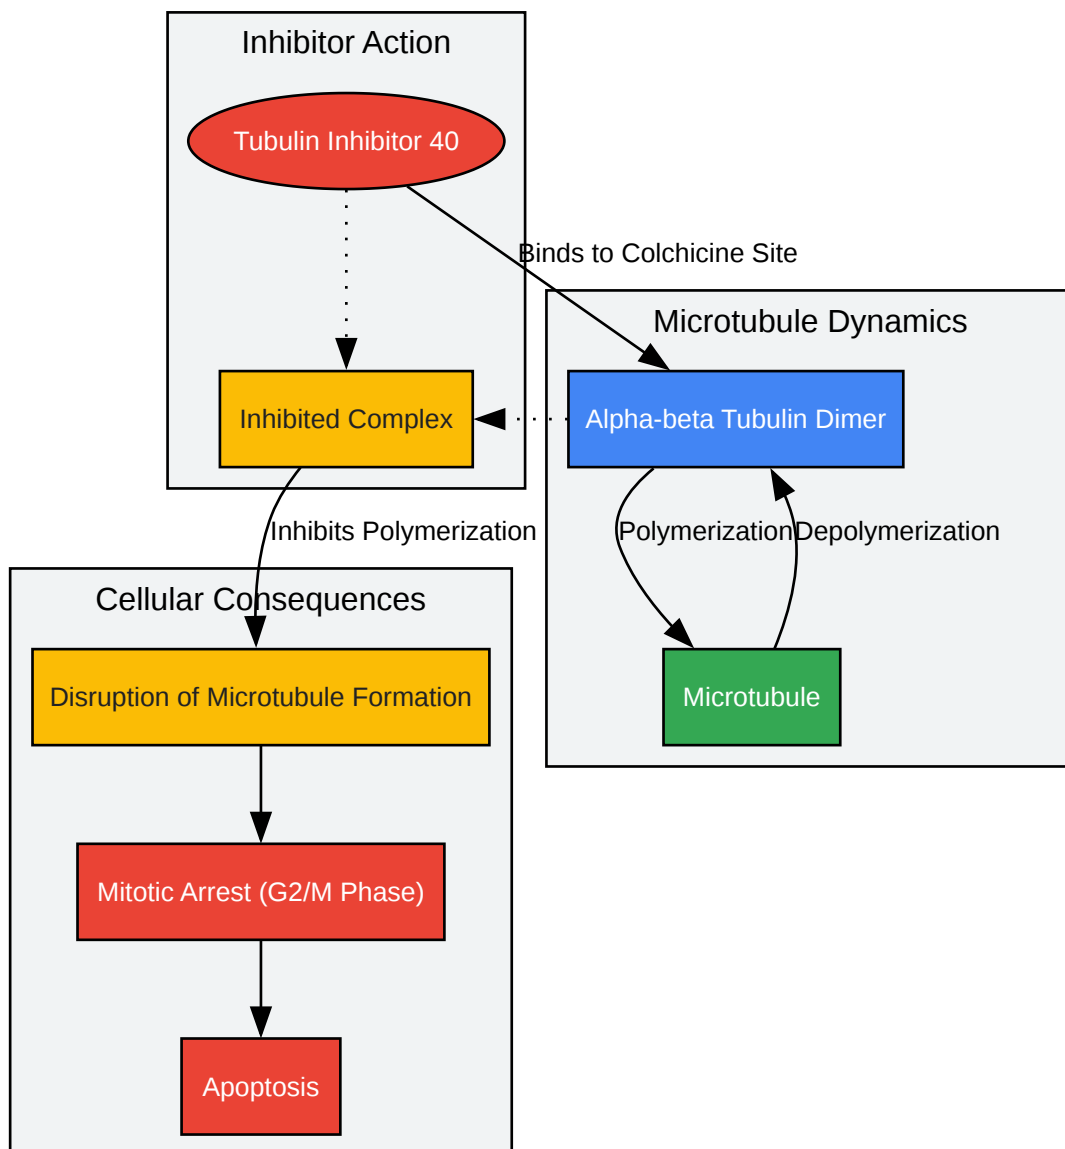 Inhibitor Action
Tubulin Inhibitor 40
Binds to Colchicine Site
Microtubule Dynamics
Inhibited Complex
Alpha-beta Tubulin Dimer
Inhibits Polymerization
Polymerization
Depolymerization
Cellular Consequences
Disruption of Microtubule Formation
Microtubule
Mitotic Arrest (G2/M Phase)
Apoptosis